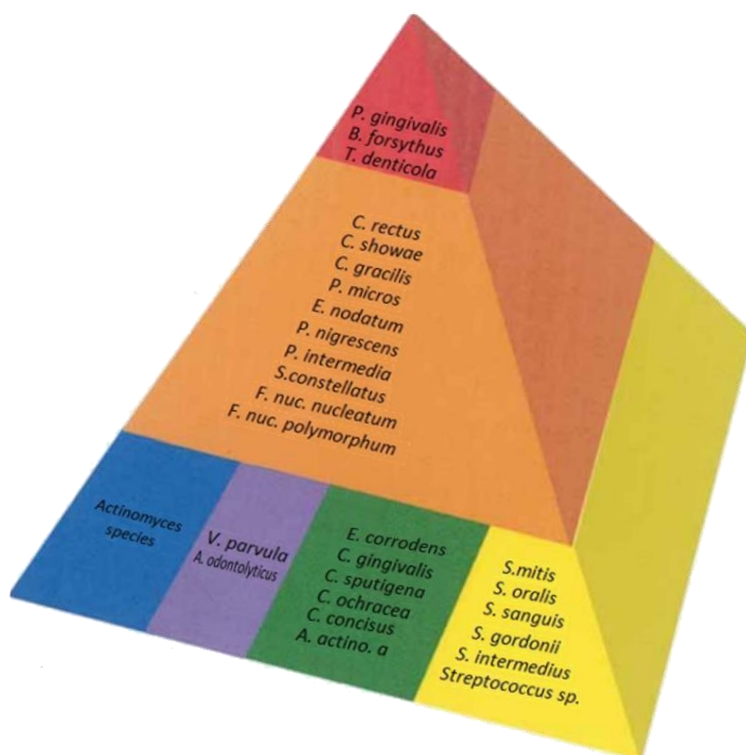 P. gingivalis
B. forsythus
T. denticola
C. rectus
C. showae
C. gracilis
P. micros
E. nodatum
P. nigrescens
P. intermedia
S.constellatus
F. nuc. nucleatum
F. nuc. polymorphum
Actinomyces
species
V. parvula
A. odontolyticus
E. corrodens
C. gingivalis
C. sputigena
C. ochracea
C. concisus
A. actino. a
S.mitis
S. oralis
S. sanguis
S. gordonii
S. intermedius
Streptococcus sp.